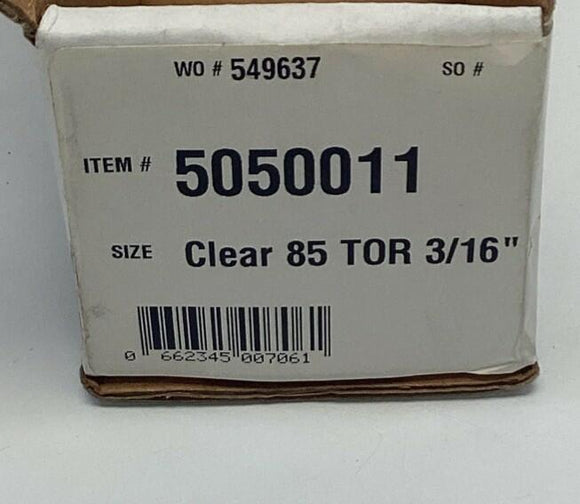 WO # 549637 SO #
ITEM # 5050011
SIZE Clear 85 TOR 3/16"
0 662345 007061